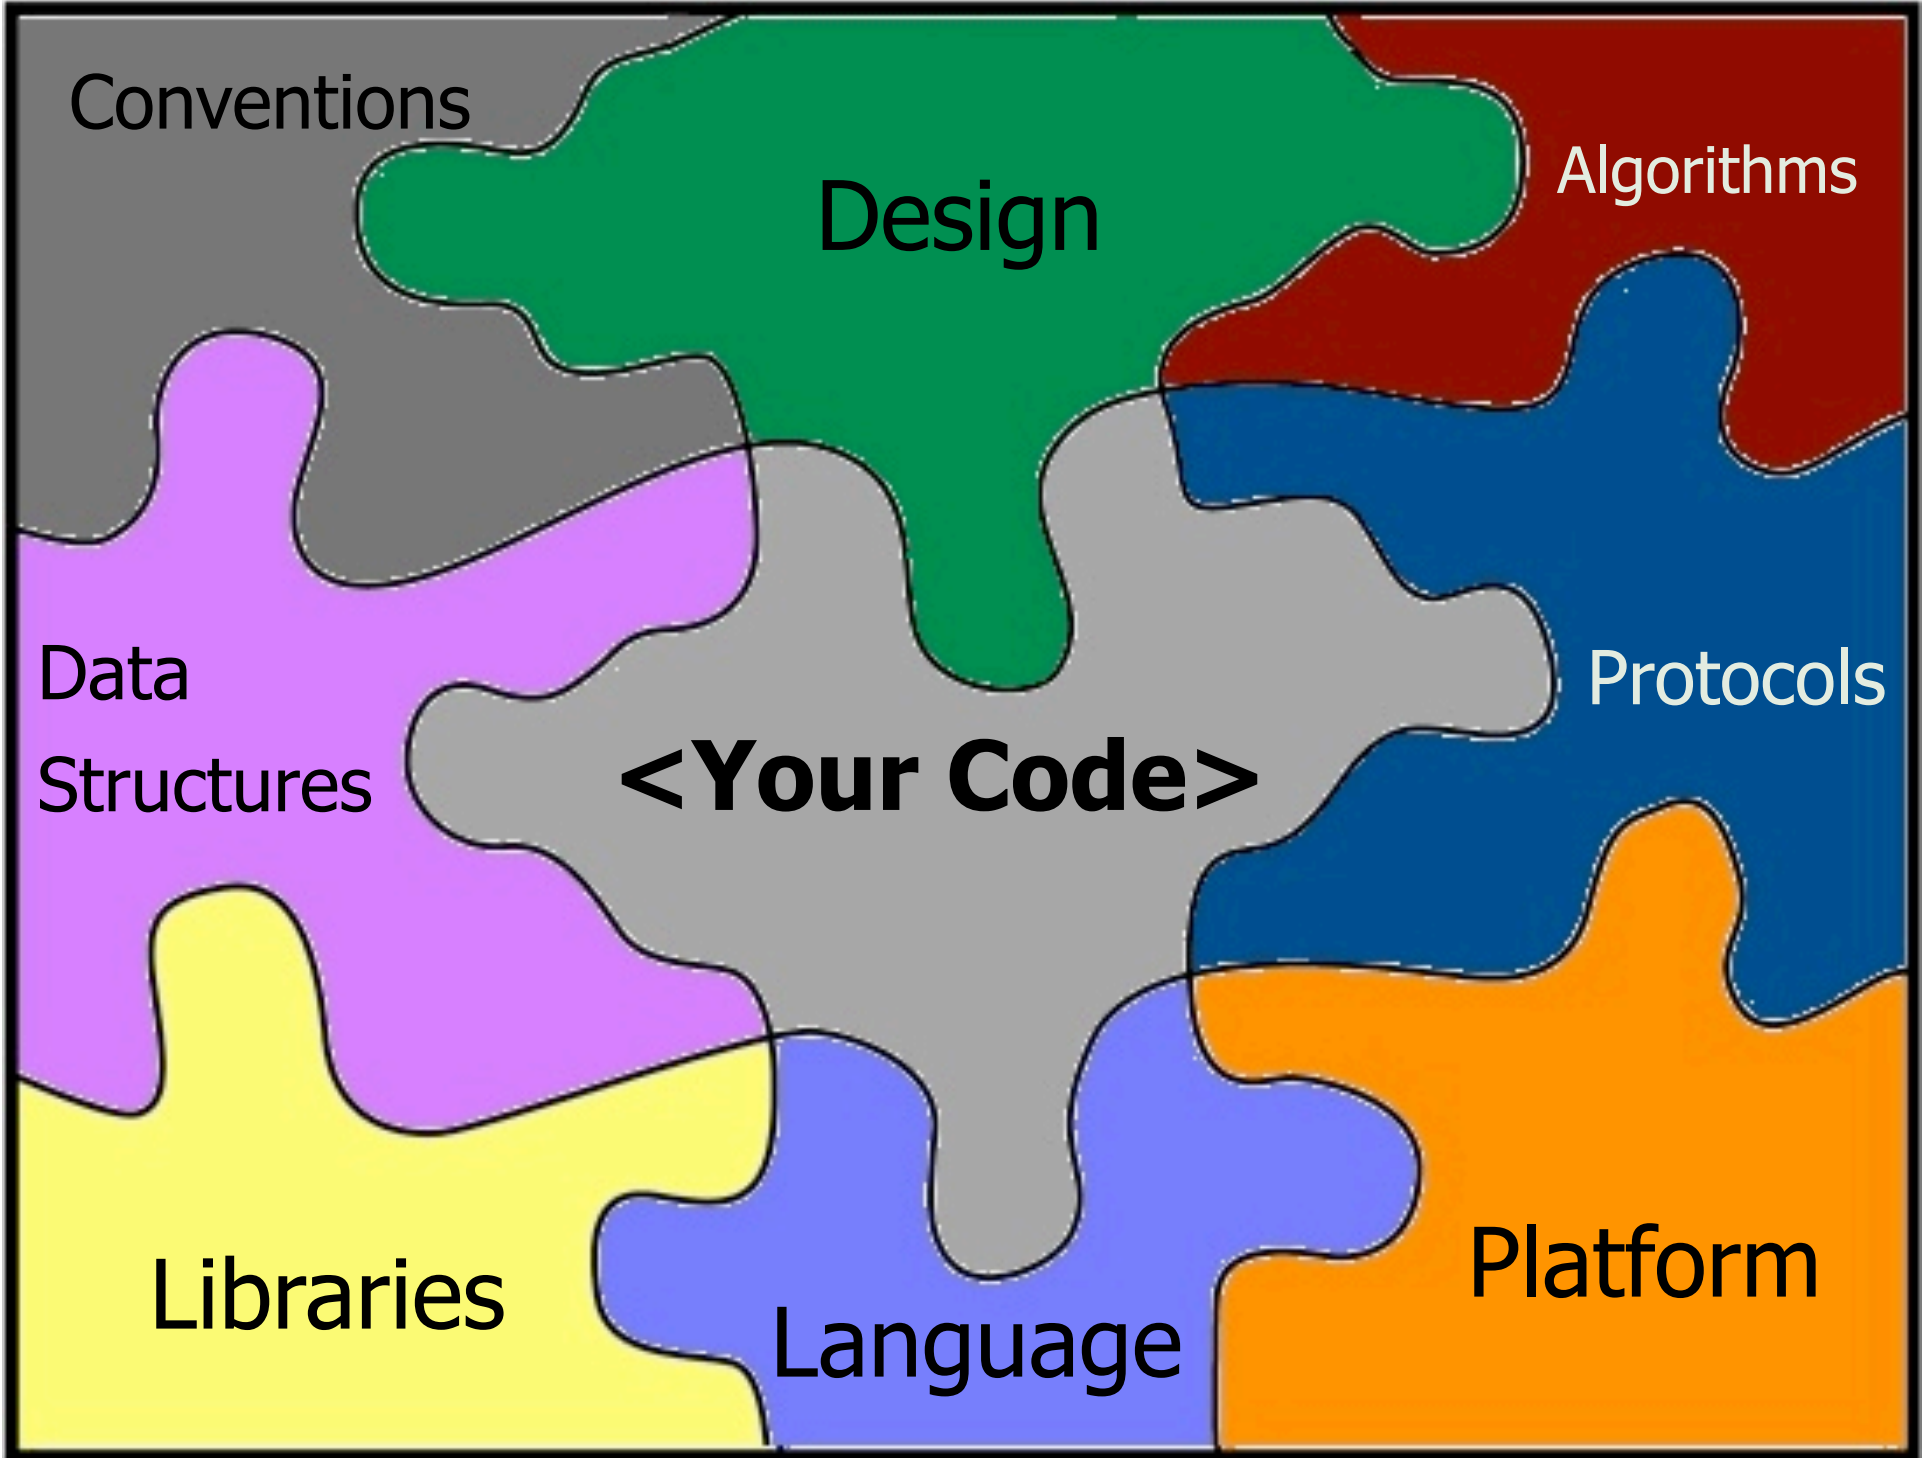 Conventions
Design
Algorithms
Data
Structures
<Your Code>
Protocols
Libraries
Language
Platform